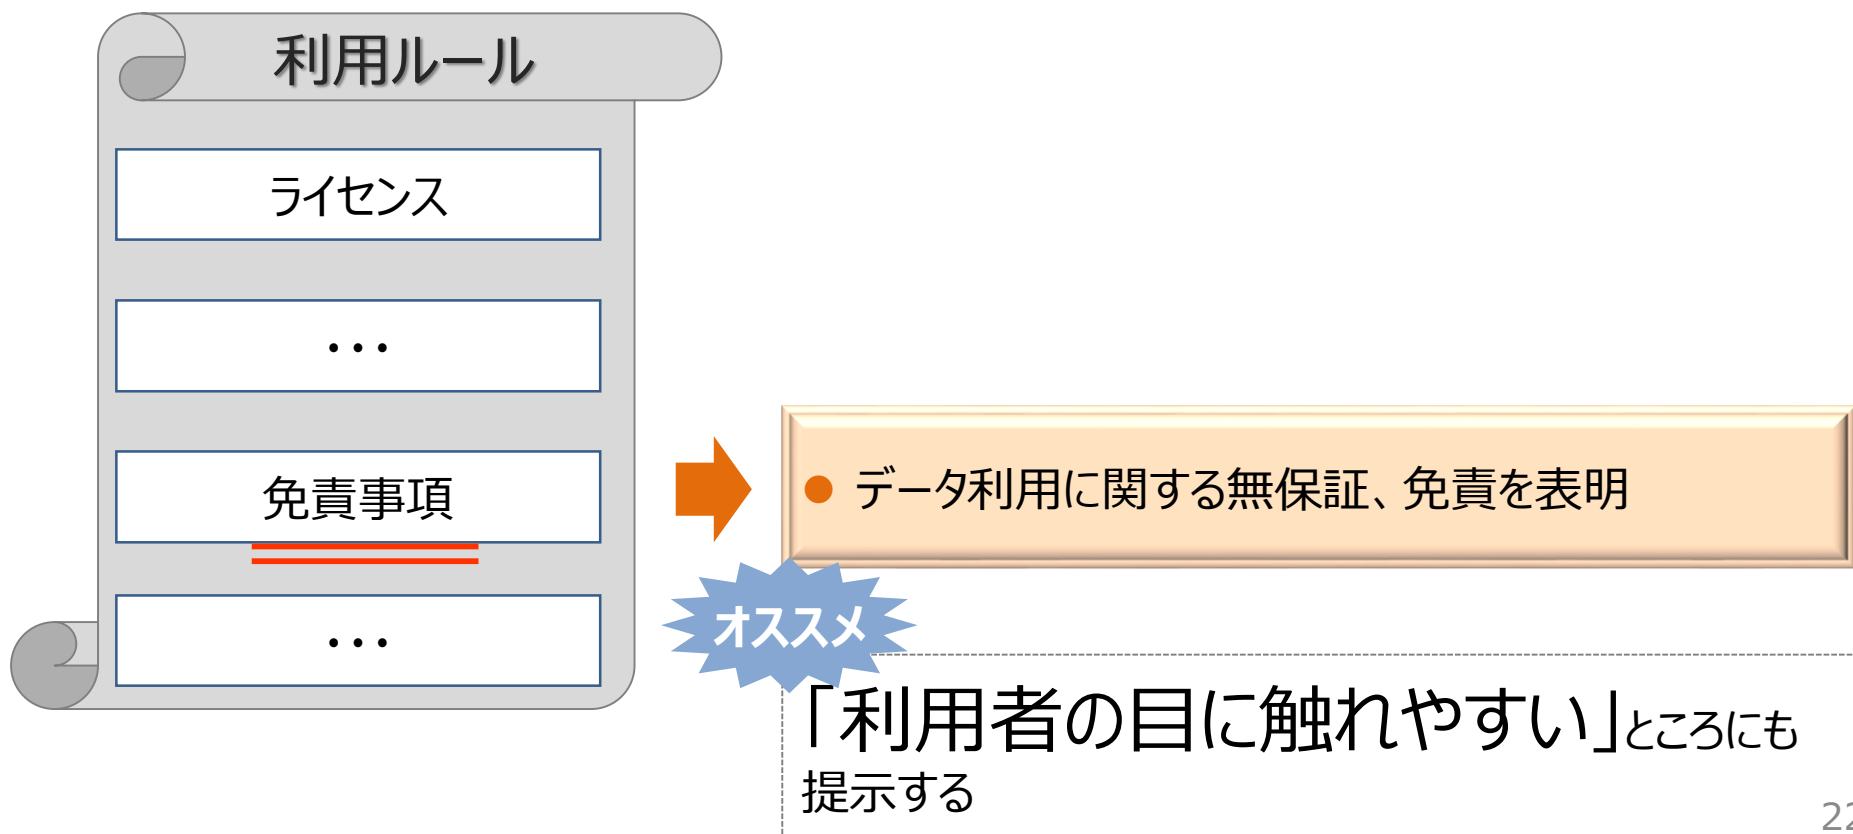 利用ルール
ライセンス
・・・
免責事項
・・・
● データ利用に関する無保証、免責を表明
オススメ
「利用者の目に触れやすい」ところにも
提示する
22